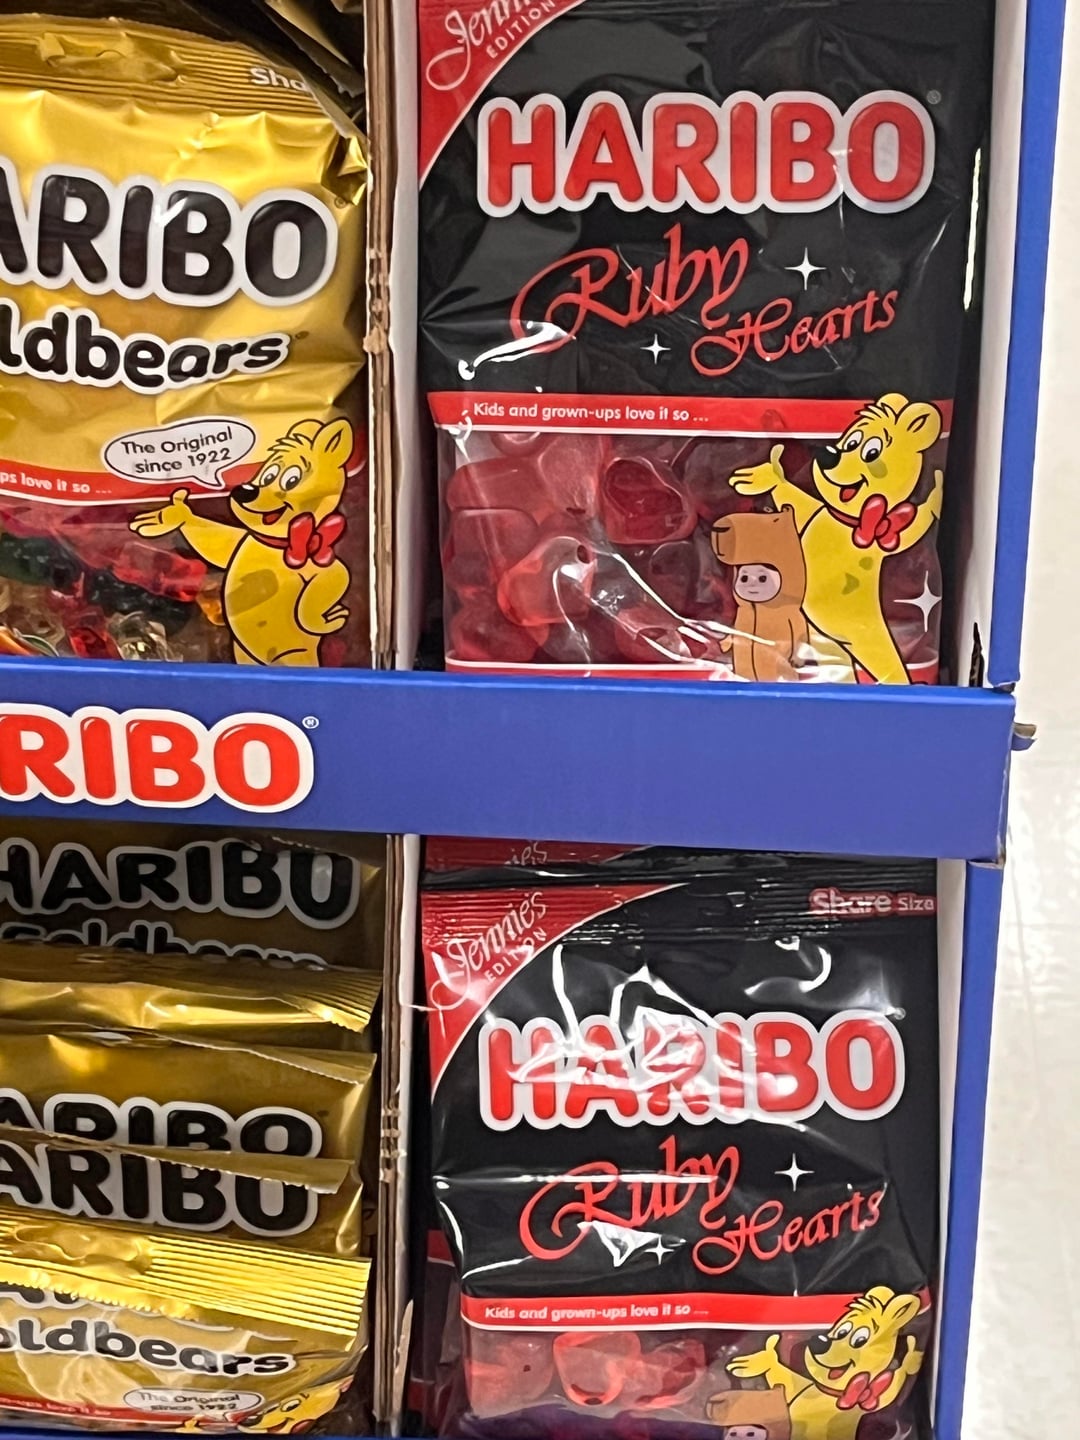 Sha
ARIBO
ldbears
The Original
since 1922
ps love it so ...
Jennie's
EDITION
HARIBO
Ruby
Hearts
Kids and grown-ups love it so ...
RIBO
HARIBO
Goldbears
ARIBO
ARIBO
oldbears
The Original
since 1922
Jennie's
EDITION
Share Size
HARIBO
Ruby
Hearts
Kids and grown-ups love it so ...